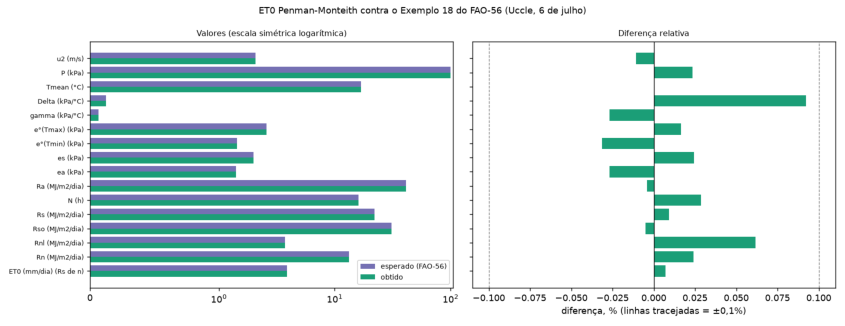 ET0 Penman-Monteith contra o Exemplo 18 do FAO-56 (Uccle, 6 de julho)
Valores (escala simétrica logarítmica)
u2 (m/s)
P (kPa)
Tmean (°C)
Delta (kPa/°C)
gamma (kPa/°C)
e°(Tmax) (kPa)
e°(Tmin) (kPa)
es (kPa)
ea (kPa)
Ra (MJ/m2/dia)
N (h)
Rs (MJ/m2/dia)
Rso (MJ/m2/dia)
Rnl (MJ/m2/dia)
Rn (MJ/m2/dia)
ET0 (mm/dia) (Rs de n)
esperado (FAO-56)
obtido
0 10⁰ 10¹ 10²
Diferença relativa
−0.100 −0.075 −0.050 −0.025 0.000 0.025 0.050 0.075 0.100
diferença, % (linhas tracejadas = ±0,1%)